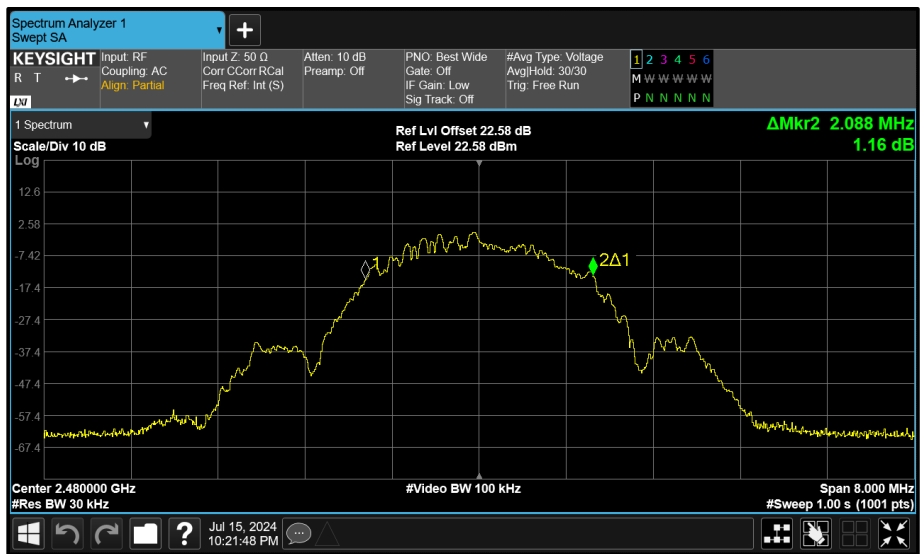 Spectrum Analyzer 1
Swept SA
+
KEYSIGHT
R T
LXI
Input: RF
Coupling: AC
Align: Partial
Input Z: 50 Ω
Corr CCorr RCal
Freq Ref: Int (S)
Atten: 10 dB
Preamp: Off
PNO: Best Wide
Gate: Off
IF Gain: Low
Sig Track: Off
#Avg Type: Voltage
Avg|Hold: 30/30
Trig: Free Run
1 2 3 4 5 6
M W W W W W
P N N N N N
1 Spectrum
Scale/Div 10 dB
Ref Lvl Offset 22.58 dB
Ref Level 22.58 dBm
ΔMkr2 2.088 MHz
1.16 dB
Log
12.6
2.58
-7.42
-17.4
-27.4
-37.4
-47.4
-57.4
-67.4
1
2Δ1
Center 2.480000 GHz
#Res BW 30 kHz
#Video BW 100 kHz
Span 8.000 MHz
#Sweep 1.00 s (1001 pts)
?
Jul 15, 2024
10:21:48 PM